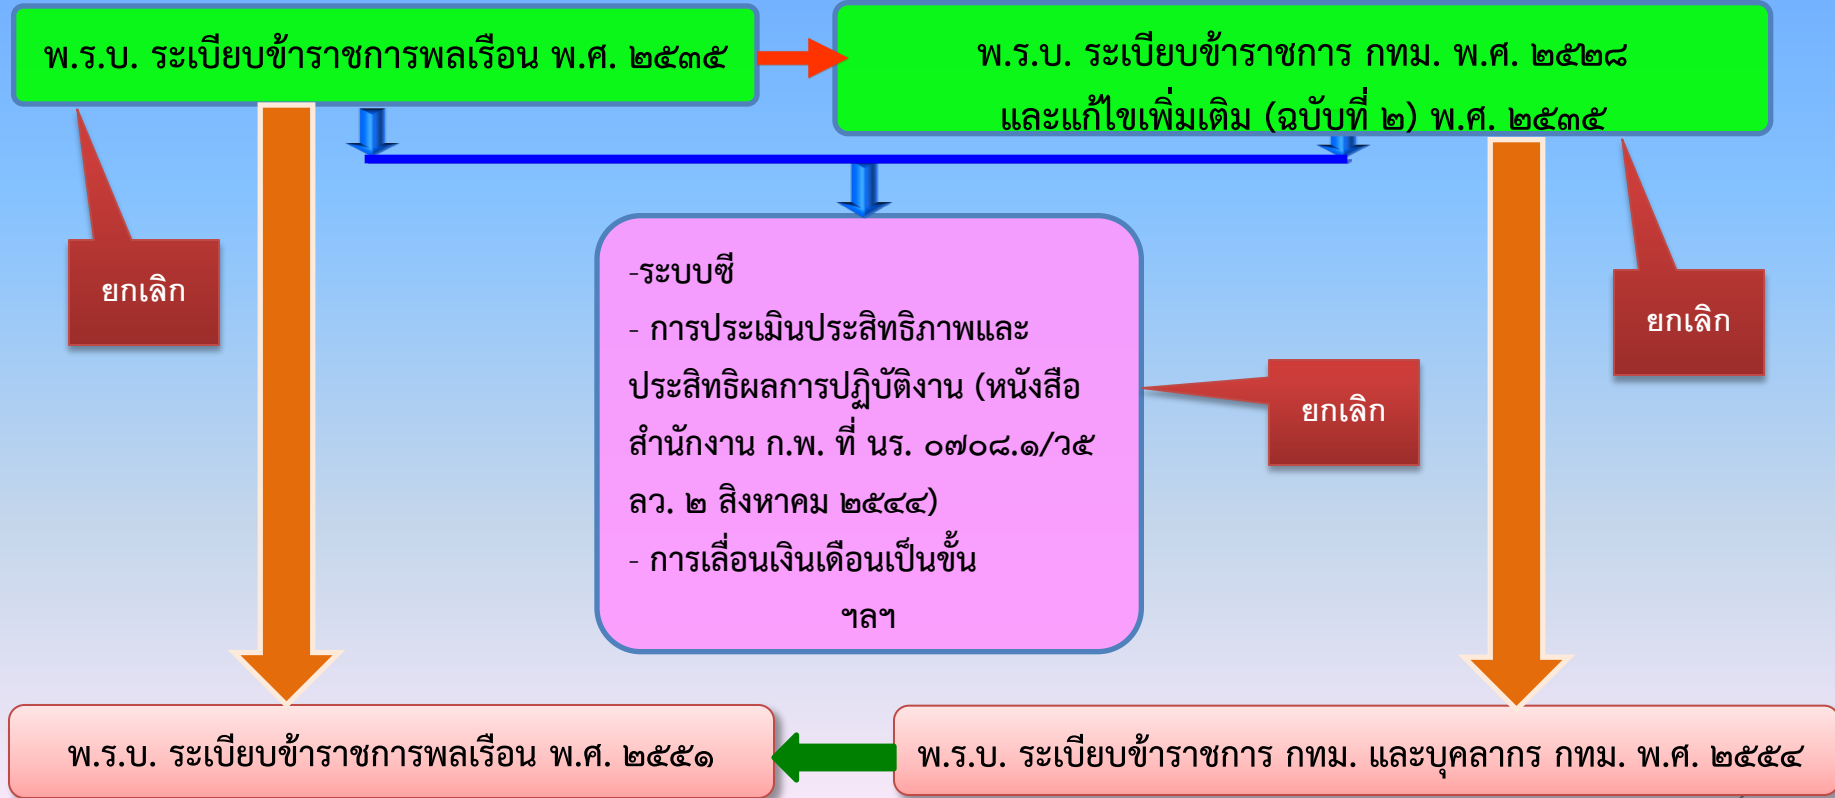 พ.ร.บ. ระเบียบข้าราชการพลเรือน พ.ศ. ๒๕๓๕
พ.ร.บ. ระเบียบข้าราชการ กทม. พ.ศ. ๒๕๒๘
และแก้ไขเพิ่มเติม (ฉบับที่ ๒) พ.ศ. ๒๕๓๕
ยกเลิก
-ระบบซี
- การประเมินประสิทธิภาพและ
ประสิทธิผลการปฏิบัติงาน (หนังสือ
สำนักงาน ก.พ. ที่ นร. ๐๗๐๘.๑/ว๕
ลว. ๒ สิงหาคม ๒๕๔๔)
- การเลื่อนเงินเดือนเป็นขั้น
ฯลฯ
ยกเลิก
ยกเลิก
พ.ร.บ. ระเบียบข้าราชการพลเรือน พ.ศ. ๒๕๕๑
พ.ร.บ. ระเบียบข้าราชการ กทม. และบุคลากร กทม. พ.ศ. ๒๕๕๔